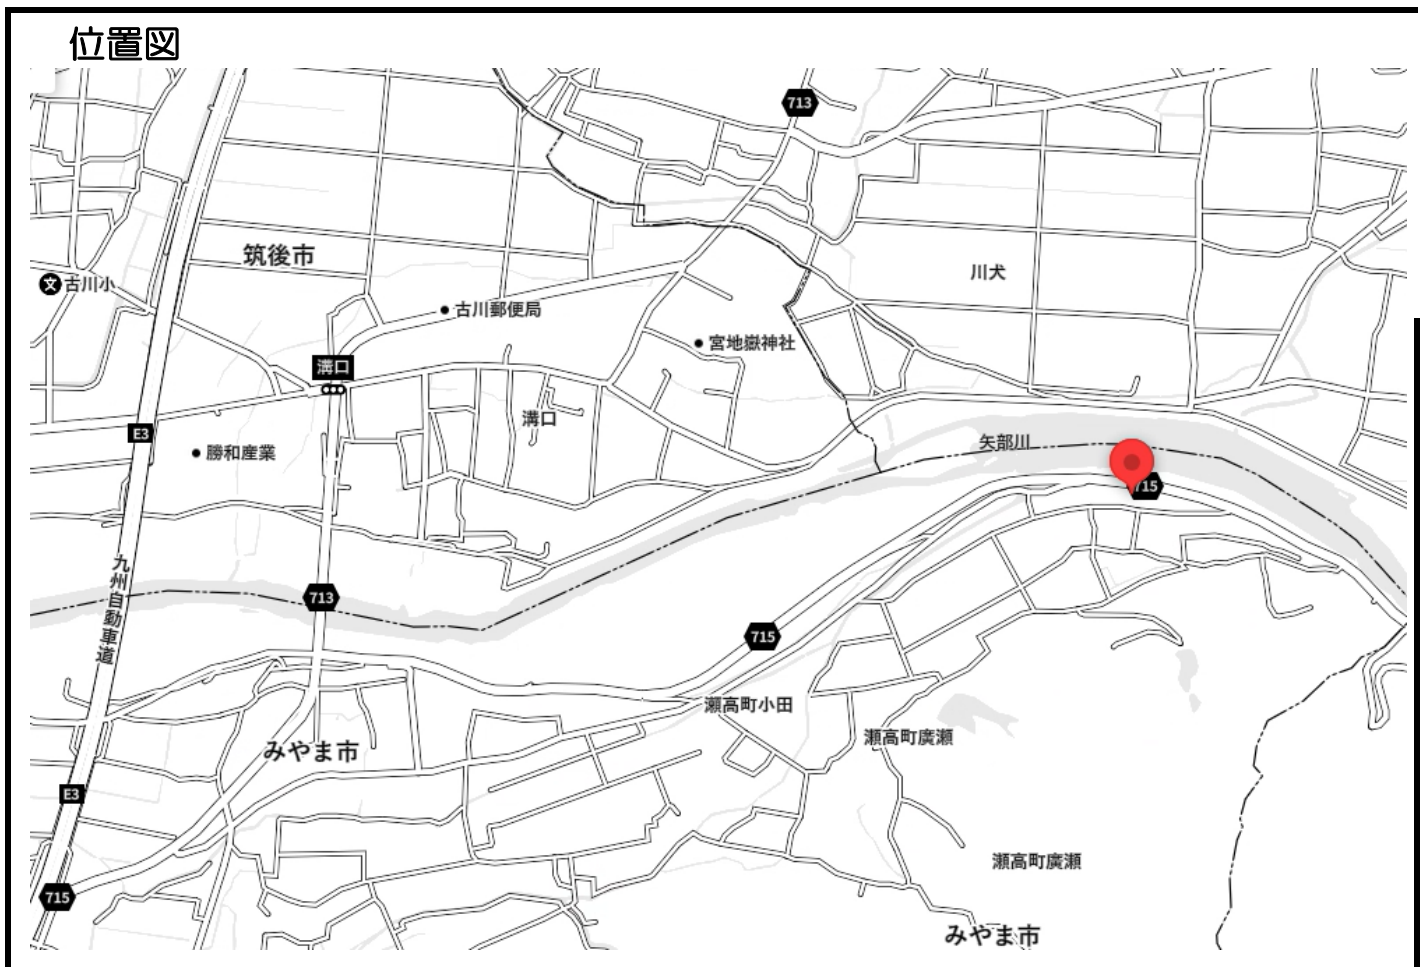 位置図
713
筑後市
川犬
文
古川小
古川郵便局
宮地嶽神社
溝口
溝口
E3
矢部川
勝和産業
715
九州自動車道
713
715
瀬高町小田
瀬高町廣瀬
みやま市
E3
瀬高町廣瀬
715
みやま市